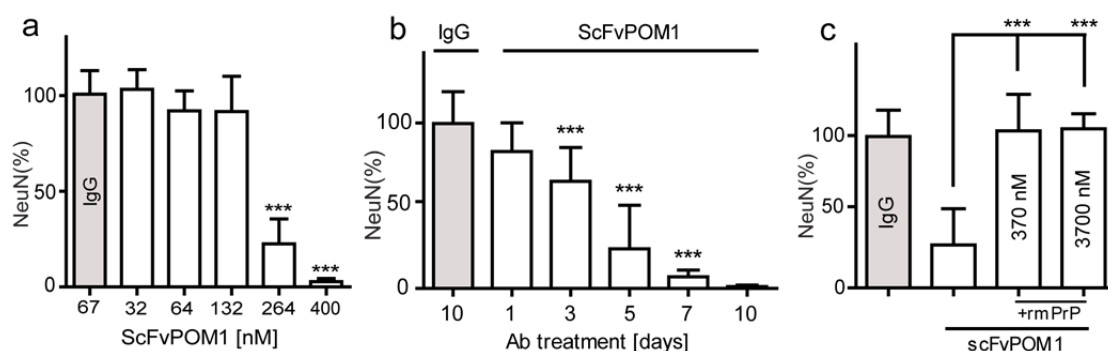 a
NeuN(%)
100
50
0
IgG
***
***
67 32 64 132 264 400
ScFvPOM1 [nM]
b
IgG ScFvPOM1
NeuN(%)
100
50
0
***
***
***
10 1 3 5 7 10
Ab treatment [days]
c
*** ***
NeuN(%)
100
50
0
IgG
370 nM
3700 nM
+rmPrP
scFvPOM1